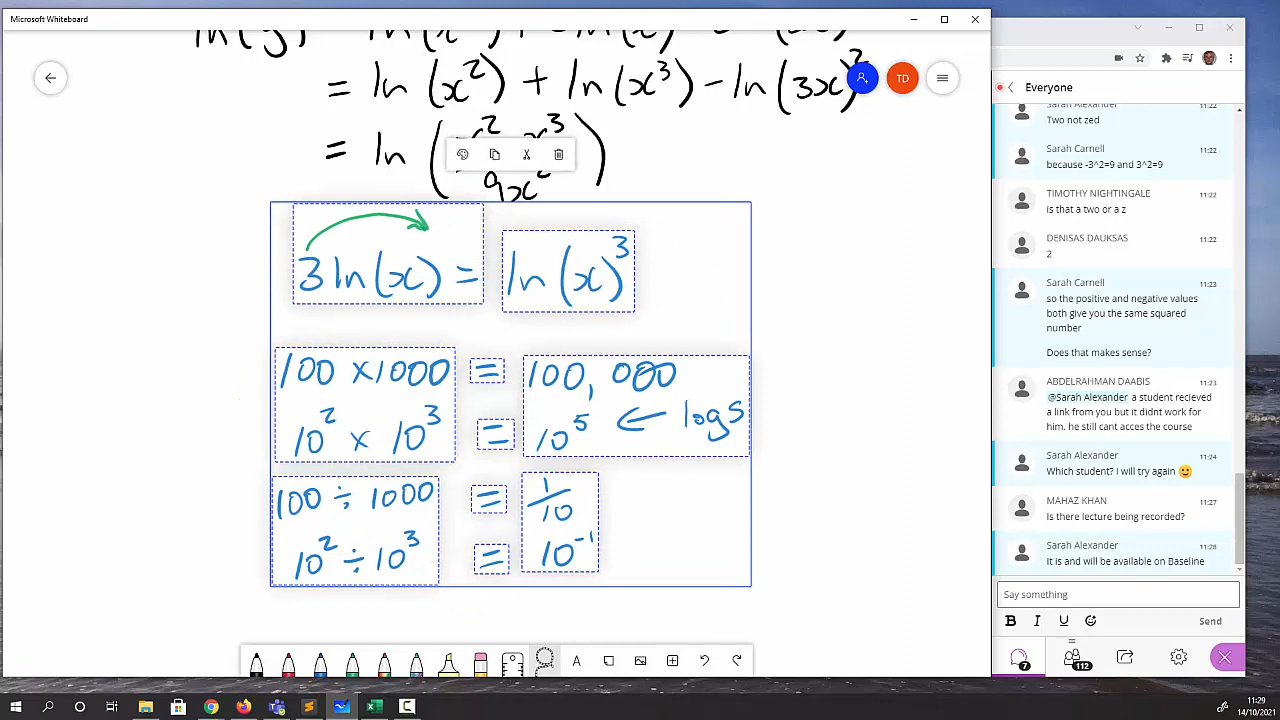 Microsoft Whiteboard
= ln(x²) + ln(x³) - ln(3x)²
= ln
9x²
TD
3 ln(x) = ln(x)³
100 × 1000 = 100,000
10² × 10³ = 10⁵ ← logs
100 ÷ 1000 = 1/10
10² ÷ 10³ = 10⁻¹
A
Everyone
Sarah Alexander 11:22
Two not zed
Sarah Carnell 11:22
because -3^2=9 and 3^2=9
TIMOTHY NIGHTINGALE 11:22
is that a two or a z
DENISAS DAUKSAS 11:22
2
Sarah Carnell 11:23
so the positive and negative values
both give you the same squared
number
Does that makes sense?
ABDELRAHMAN DAABIS 11:23
@Sarah Alexander a student recieved
a link from you but it didnt work for
him. he still cant acces the course
Sarah Alexander 11:24
Which student? I will try again
MAHAZ KHAN 11:27
Is there lecture being recorded?
Sarah Alexander 11:28
It is and will be available on Baseline
Say something
B I U Send
7
112
11:29
14/10/2021